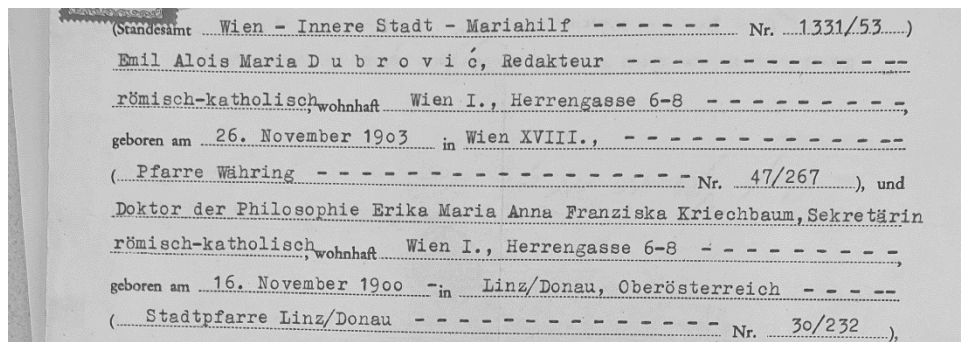 (Standesamt Wien - Innere Stadt - Mariahilf - - - - - - Nr. 1331/53)
Emil Alois Maria D u b r o v i ć, Redakteur - - - - - - - - - - - - --
römisch-katholisch, wohnhaft Wien I., Herrengasse 6-8 - - - - - - - - -,
geboren am 26. November 1903 in Wien XVIII., - - - - - - - - - - - --
( Pfarre Währing - - - - - - - - - - - - - - - - - Nr. 47/267 ), und
Doktor der Philosophie Erika Maria Anna Franziska Kriechbaum, Sekretärin
römisch-katholisch, wohnhaft Wien I., Herrengasse 6-8 - - - - - - - - -,
geboren am 16. November 1900 - in Linz/Donau, Oberösterreich - - - --
( Stadtpfarre Linz/Donau - - - - - - - - - - - - - - Nr. 30/232 ),